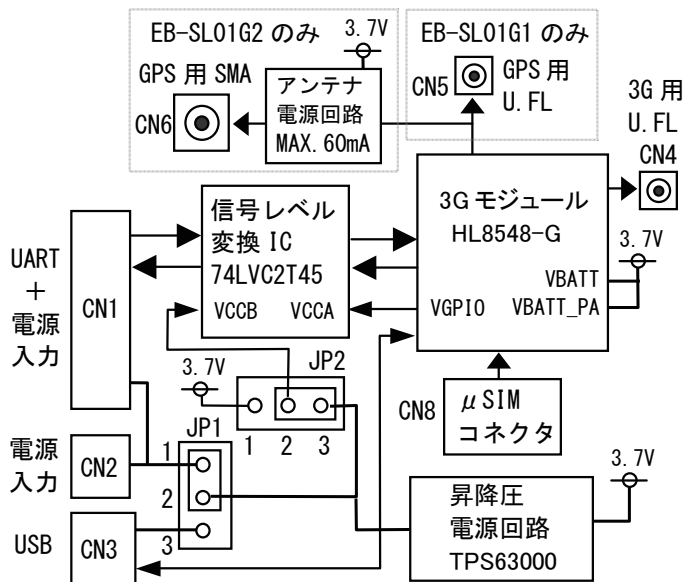 EB-SL01G2 のみ
3.7V
EB-SL01G1 のみ
GPS 用 SMA
CN6
アンテナ
電源回路
MAX.60mA
CN5
GPS 用
U.FL
3G 用
U.FL
CN4
信号レベル
変換 IC
74LVC2T45
VCCB
VCCA
3G モジュール
HL8548-G
VBATT
VGPIO
VBATT_PA
3.7V
UART
＋
電源
入力
CN1
3.7V
JP2
1
2
3
CN8
μSIM
コネクタ
電源
入力
CN2
JP1
1
2
3
USB
CN3
昇降圧
電源回路
TPS63000
3.7V